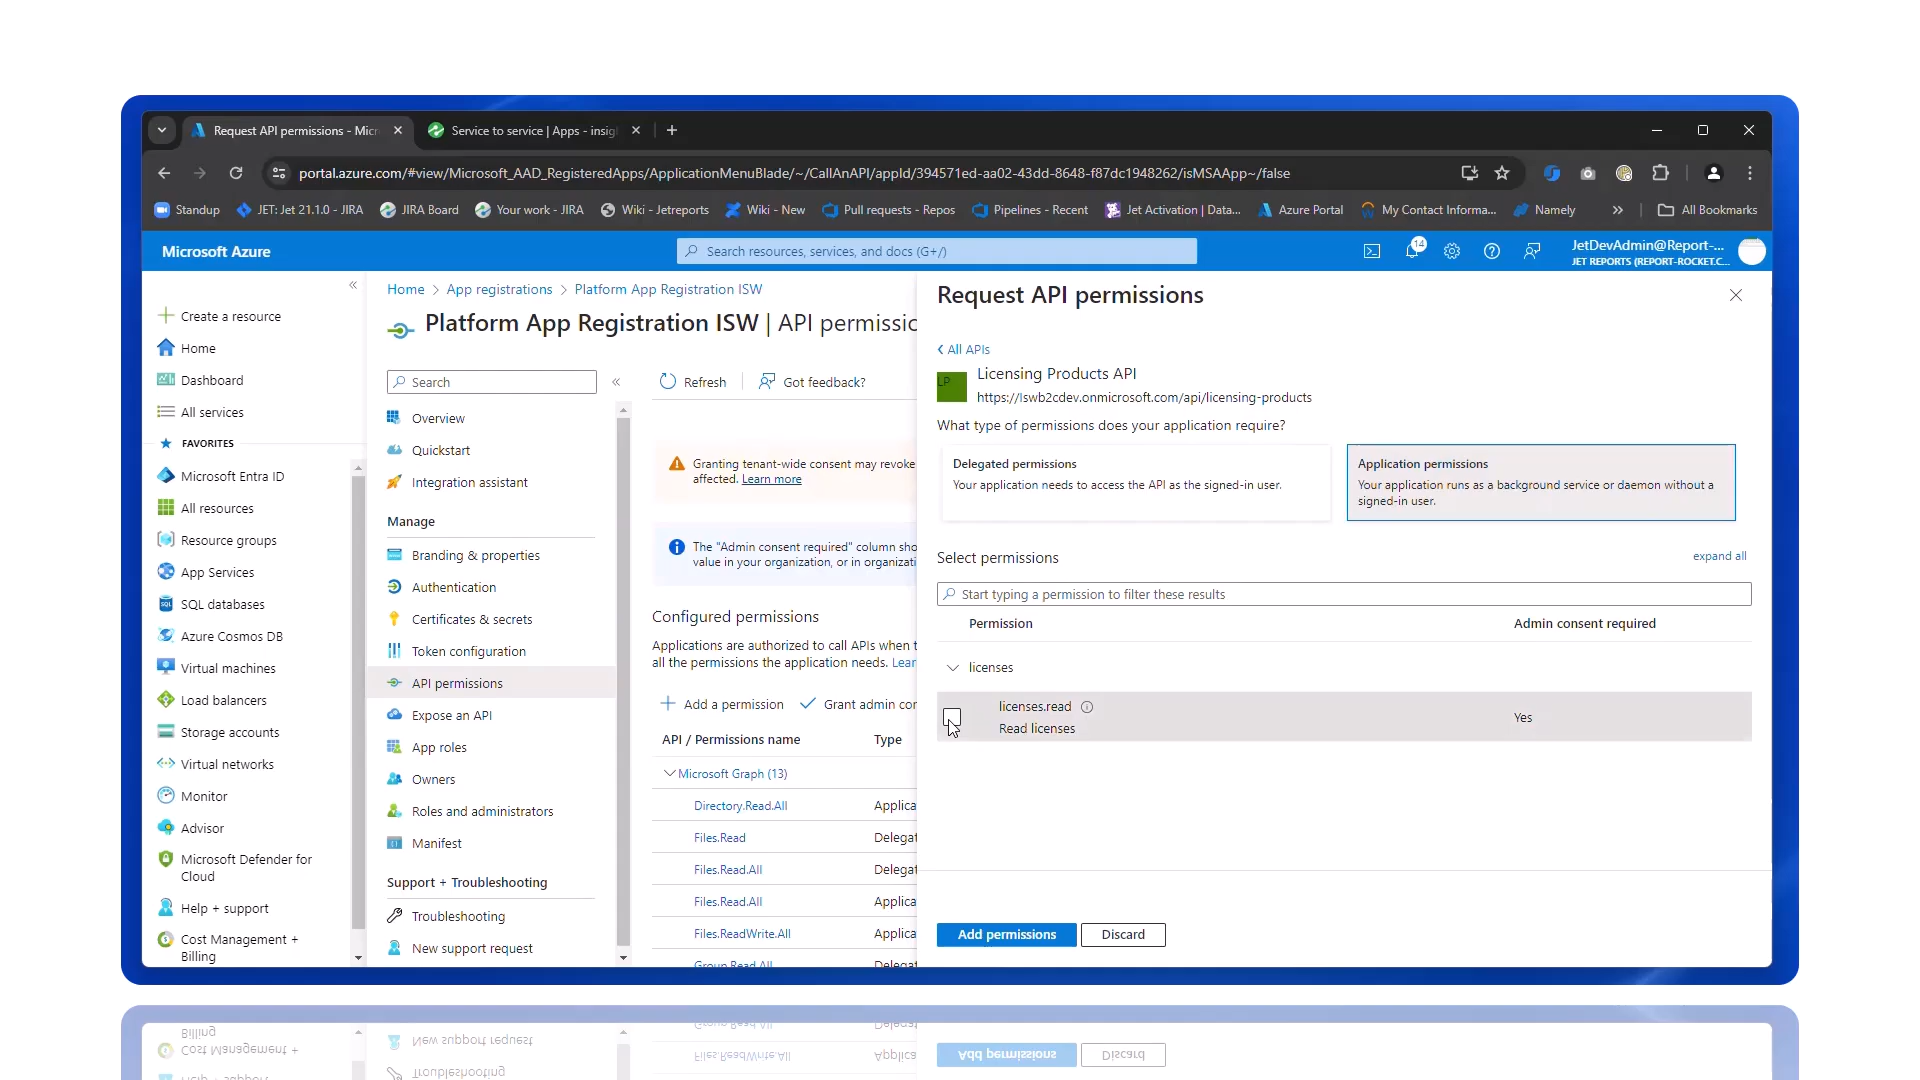 Request API permissions - Micr
Service to service | Apps - insig
portal.azure.com/#view/Microsoft_AAD_RegisteredApps/ApplicationMenuBlade/~/CallAnAPI/appId/394571ed-aa02-43dd-8648-f87dc1948262/isMSAApp~/false
Standup
JET: Jet 21.1.0 - JIRA
JIRA Board
Your work - JIRA
Wiki - Jetreports
Wiki - New
Pull requests - Repos
Pipelines - Recent
Jet Activation | Data...
Azure Portal
My Contact Informa...
Namely
All Bookmarks
Microsoft Azure
Search resources, services, and docs (G+/)
14
JetDevAdmin@Report-...
JET REPORTS (REPORT-ROCKET.C...
Create a resource
Home
Dashboard
All services
FAVORITES
Microsoft Entra ID
All resources
Resource groups
App Services
SQL databases
Azure Cosmos DB
Virtual machines
Load balancers
Storage accounts
Virtual networks
Monitor
Advisor
Microsoft Defender for
Cloud
Help + support
Cost Management +
Billing
Home > App registrations > Platform App Registration ISW
Platform App Registration ISW | API permissio
Search
Overview
Quickstart
Integration assistant
Manage
Branding & properties
Authentication
Certificates & secrets
Token configuration
API permissions
Expose an API
App roles
Owners
Roles and administrators
Manifest
Support + Troubleshooting
Troubleshooting
New support request
Refresh
Got feedback?
Granting tenant-wide consent may revoke
affected. Learn more
The "Admin consent required" column sho
value in your organization, or in organizati
Configured permissions
Applications are authorized to call APIs when t
all the permissions the application needs. Lear
Add a permission
Grant admin con
API / Permissions name
Type
Microsoft Graph (13)
Directory.Read.All
Applica
Files.Read
Delegat
Files.Read.All
Delegat
Files.Read.All
Applica
Files.ReadWrite.All
Applica
Group.Read.All
Delegat
Request API permissions
All APIs
LP
Licensing Products API
https://iswb2cdev.onmicrosoft.com/api/licensing-products
What type of permissions does your application require?
Delegated permissions
Your application needs to access the API as the signed-in user.
Application permissions
Your application runs as a background service or daemon without a
signed-in user.
Select permissions
expand all
Start typing a permission to filter these results
Permission
Admin consent required
licenses
licenses.read
Read licenses
Yes
Add permissions
Discard